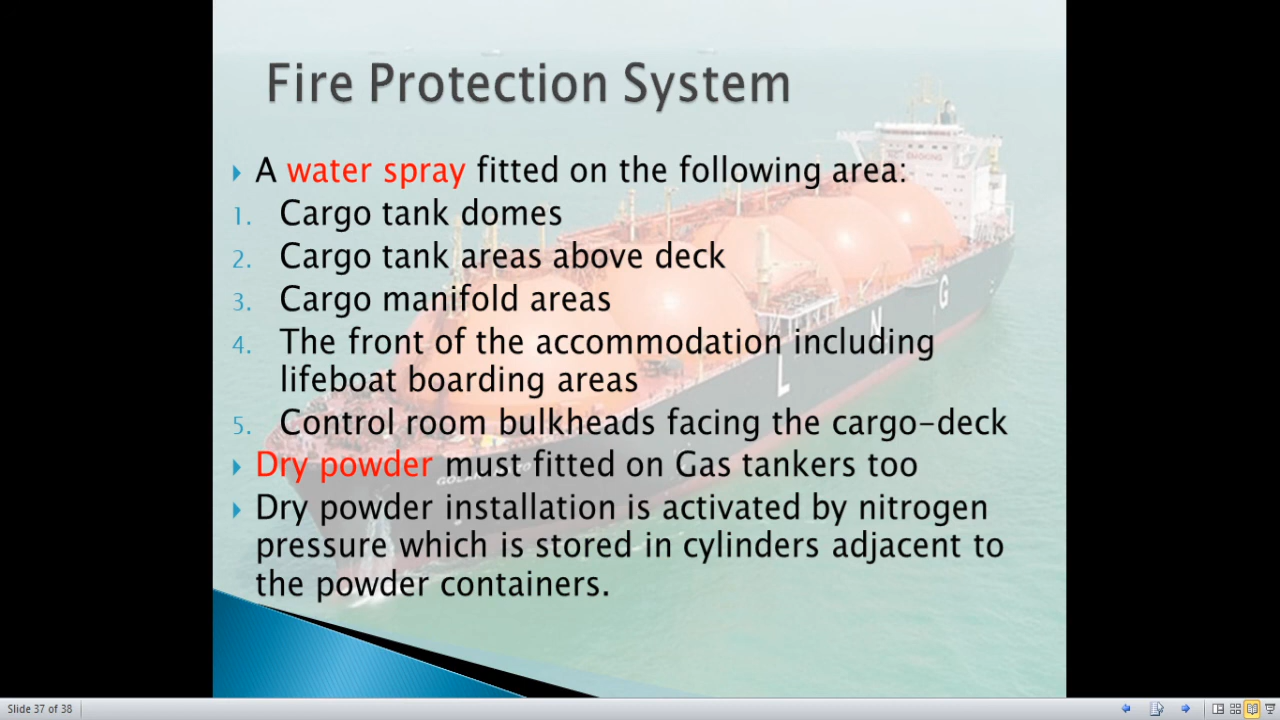 Fire Protection System
A water spray fitted on the following area:
1. Cargo tank domes
2. Cargo tank areas above deck
3. Cargo manifold areas
4. The front of the accommodation including
lifeboat boarding areas
5. Control room bulkheads facing the cargo-deck
Dry powder must fitted on Gas tankers too
Dry powder installation is activated by nitrogen
pressure which is stored in cylinders adjacent to
the powder containers.
L N G
SMOKING
Slide 37 of 38